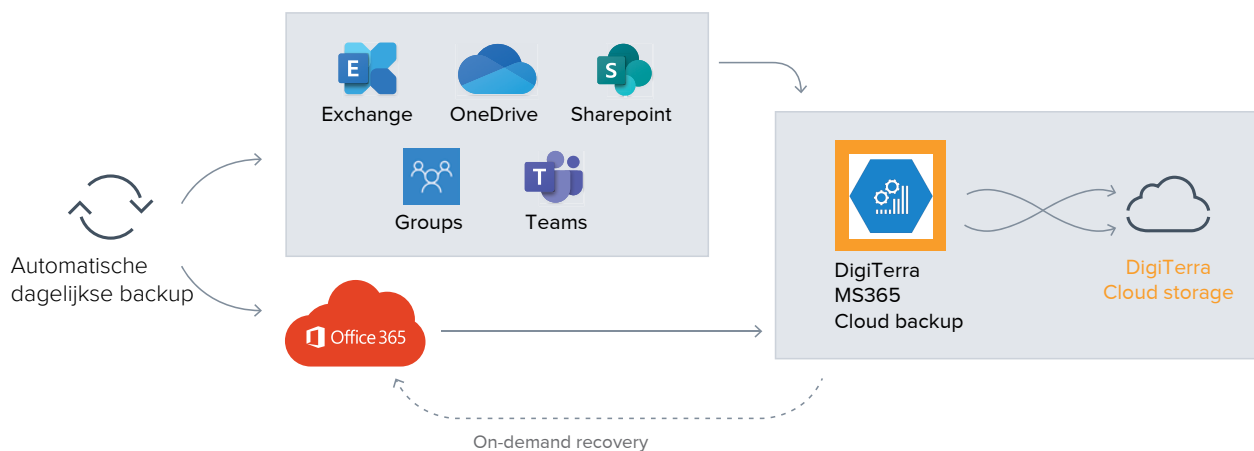 E
S
Exchange
OneDrive
Sharepoint
T
Groups
Teams
Automatische
dagelijkse backup
Office 365
DigiTerra
MS365
Cloud backup
DigiTerra
Cloud storage
On-demand recovery